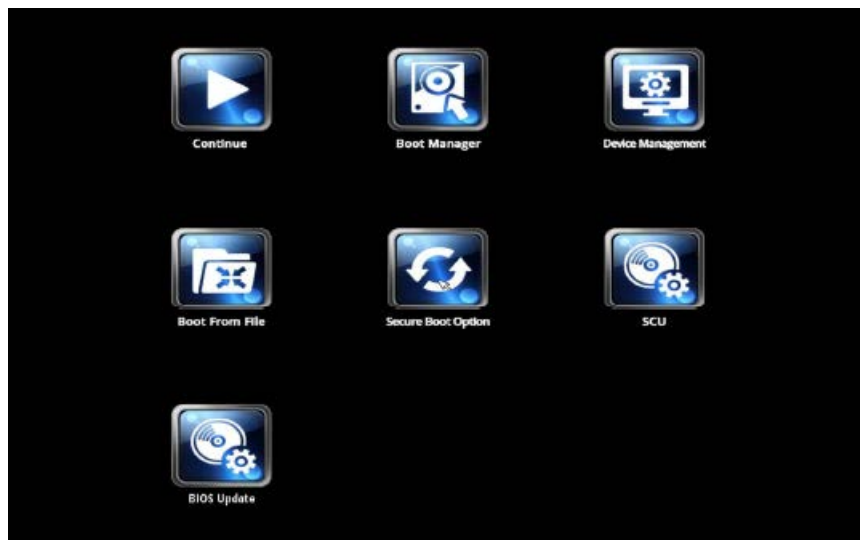 Continue
Boot Manager
Device Management
Boot From File
Secure Boot Option
SCU
BIOS Update